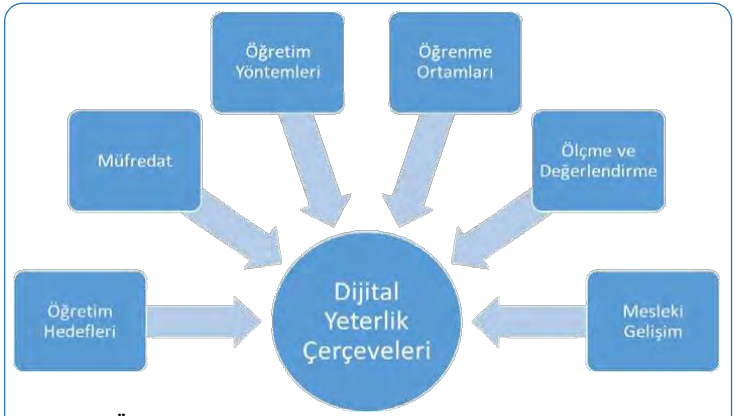 Öğretim
Yöntemleri
Öğrenme
Ortamları
Müfredat
Ölçme ve
Değerlendirme
Öğretim
Hedefleri
Dijital
Yeterlik
Çerçeveleri
Mesleki
Gelişim